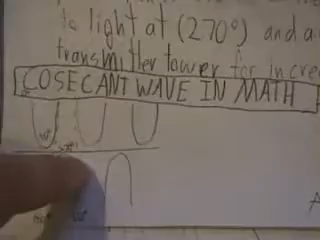 to light at (270°) and a
transmitter tower for incre
COSECANT WAVE IN MATH